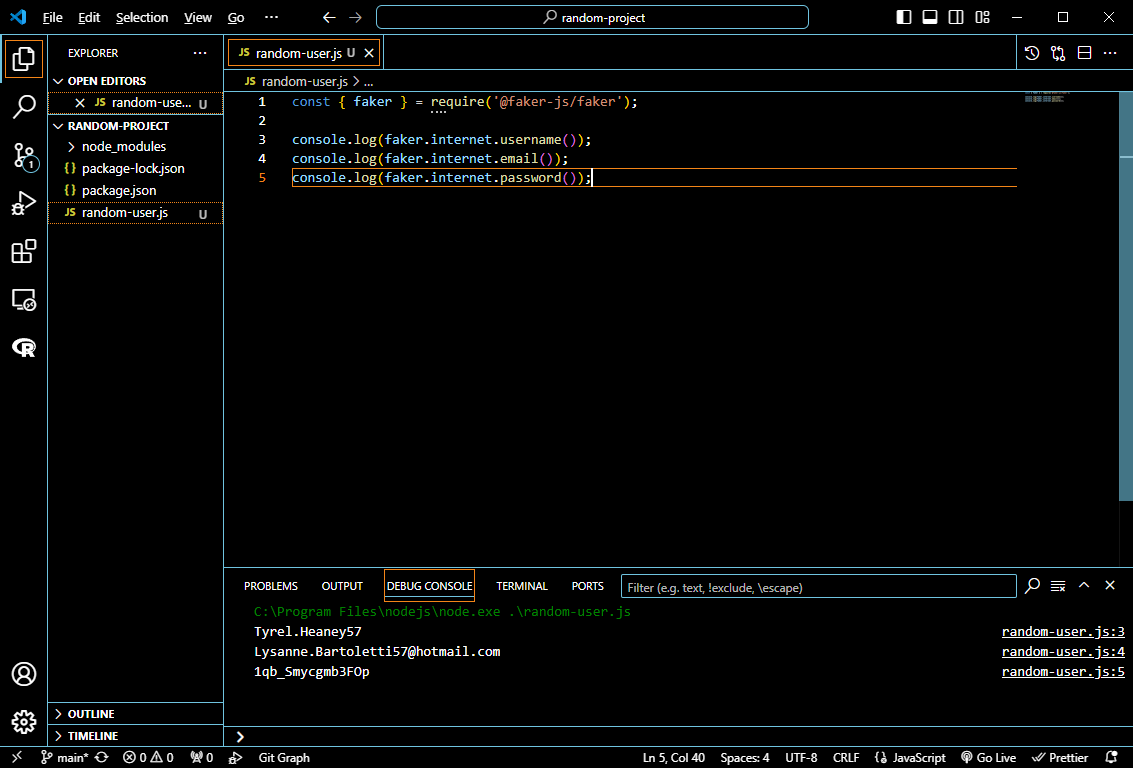 File Edit Selection View Go ··· random-project
EXPLORER ···
OPEN EDITORS
JS random-use... U
RANDOM-PROJECT
node_modules
{} package-lock.json
{} package.json
JS random-user.js U
OUTLINE
TIMELINE
1
JS random-user.js U
JS random-user.js > ...
1 const { faker } = require('@faker-js/faker');
2
3 console.log(faker.internet.username());
4 console.log(faker.internet.email());
5 console.log(faker.internet.password());
PROBLEMS OUTPUT DEBUG CONSOLE TERMINAL PORTS Filter (e.g. text, !exclude, \escape)
C:\Program Files\nodejs\node.exe .\random-user.js
Tyrel.Heaney57 random-user.js:3
Lysanne.Bartoletti57@hotmail.com random-user.js:4
1qb_Smycgmb3FOp random-user.js:5
>
main* 0 0 0 Git Graph Ln 5, Col 40 Spaces: 4 UTF-8 CRLF {} JavaScript Go Live Prettier